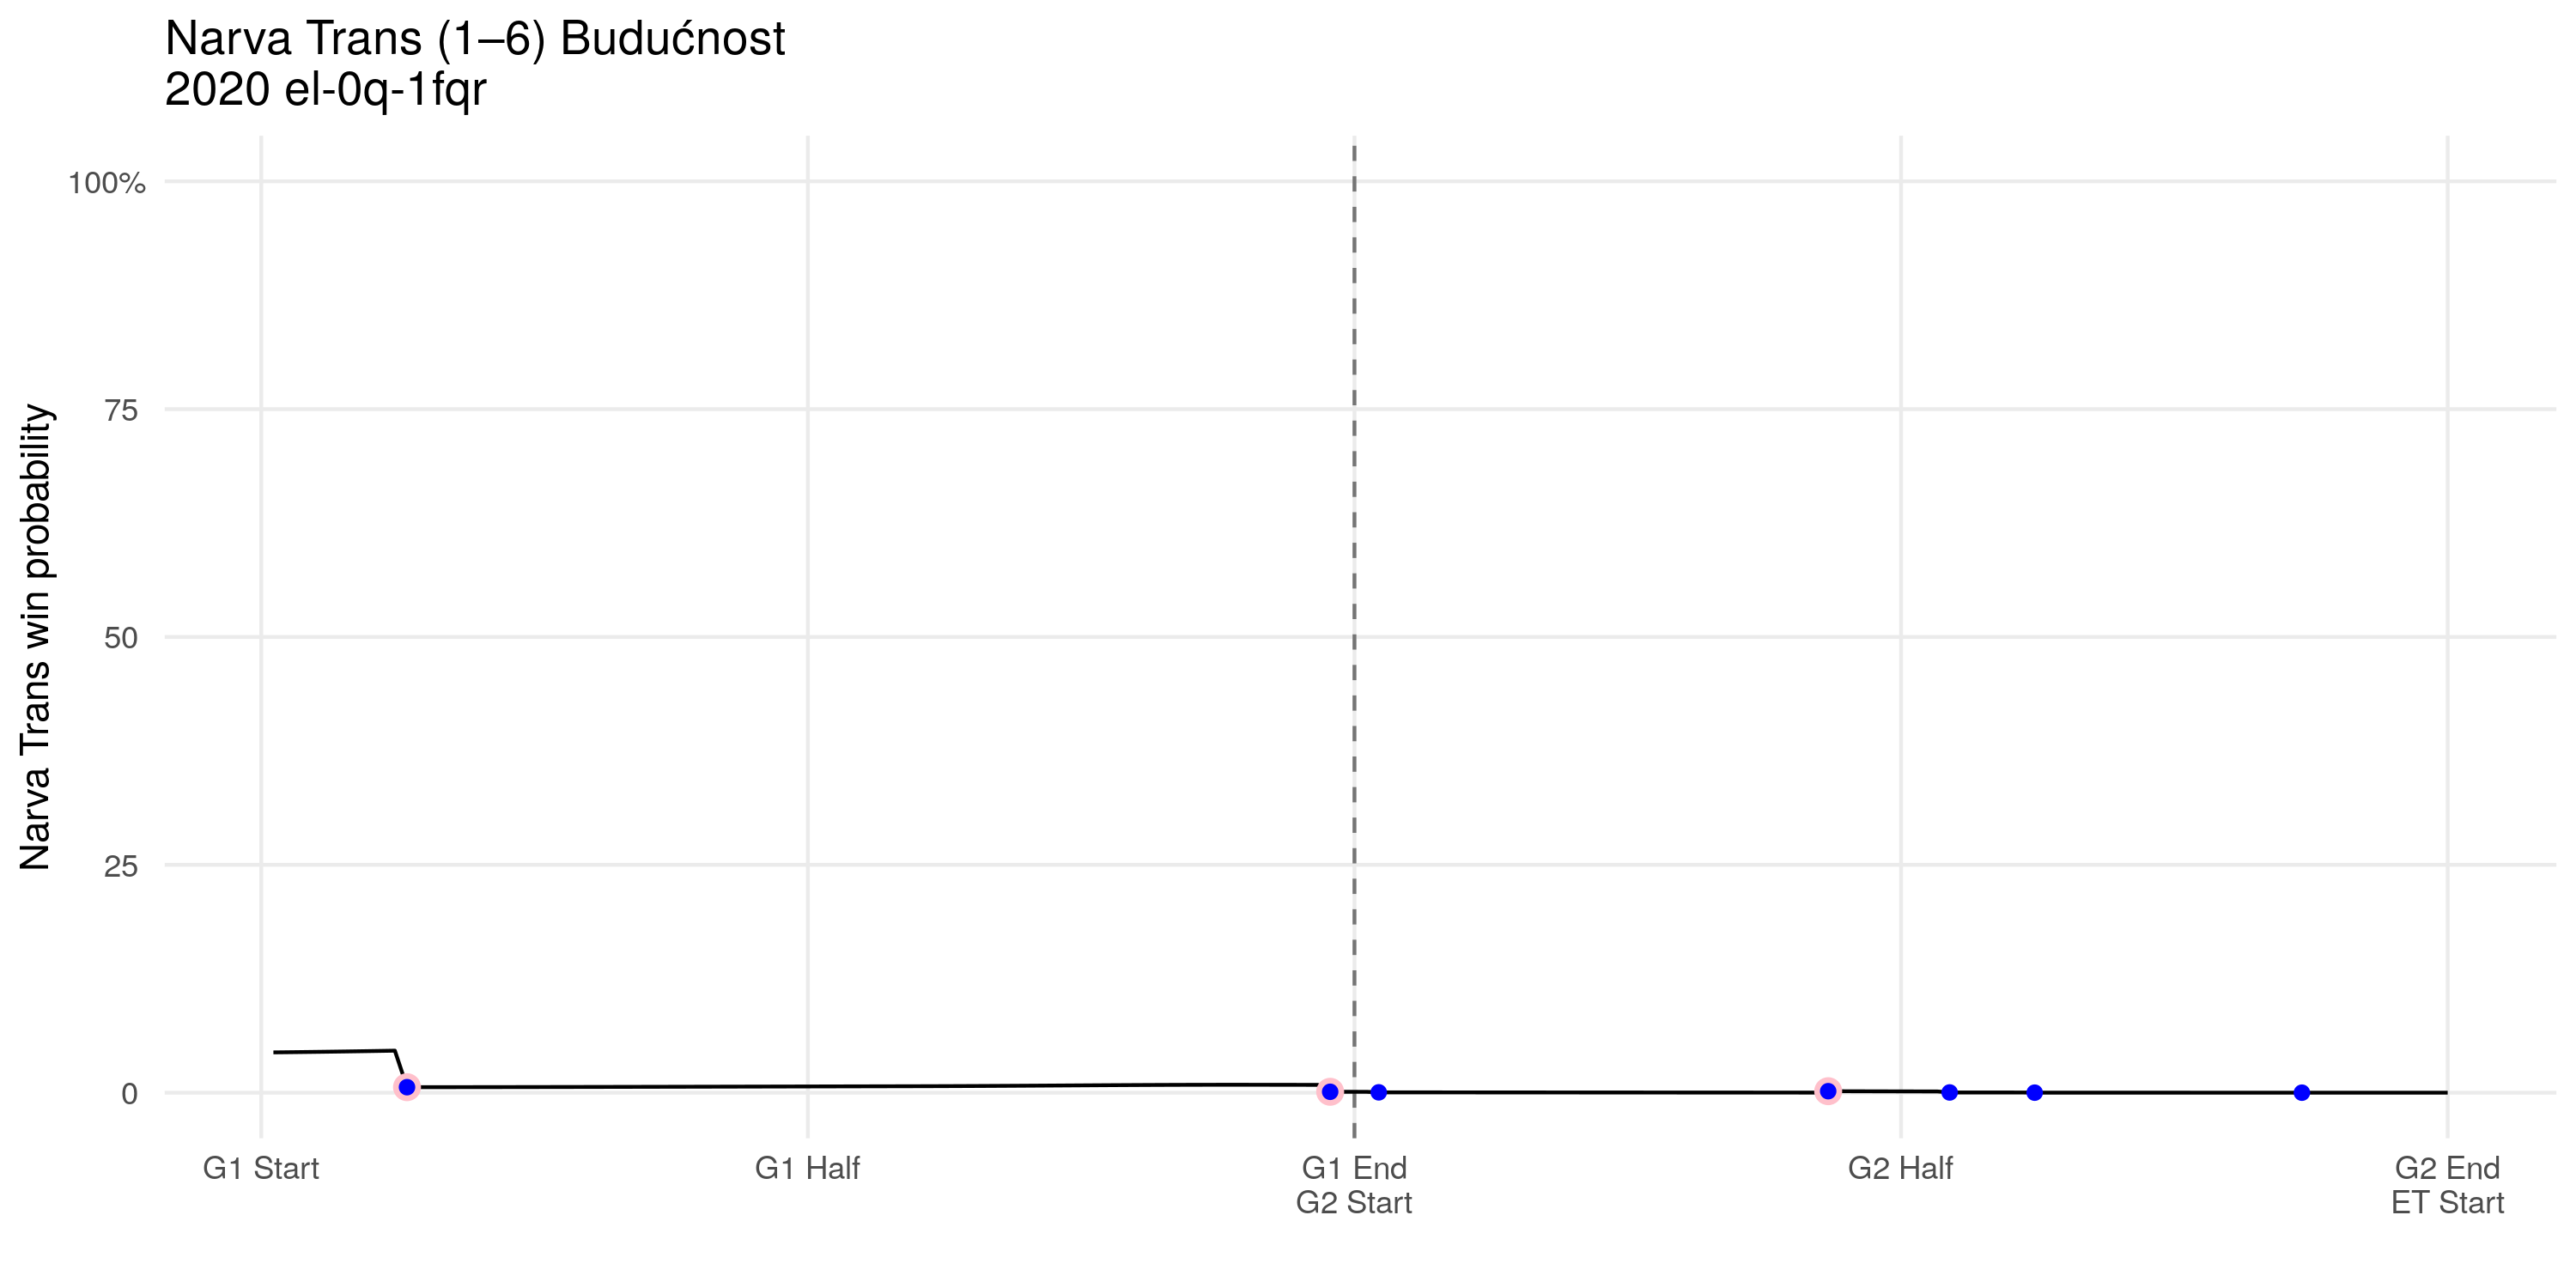 Narva Trans (1–6) Budućnost
2020 el-0q-1fqr
Narva Trans win probability
100%
75
50
25
0
G1 Start
G1 Half
G1 End
G2 Start
G2 Half
G2 End
ET Start